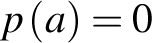 p (a) = 0